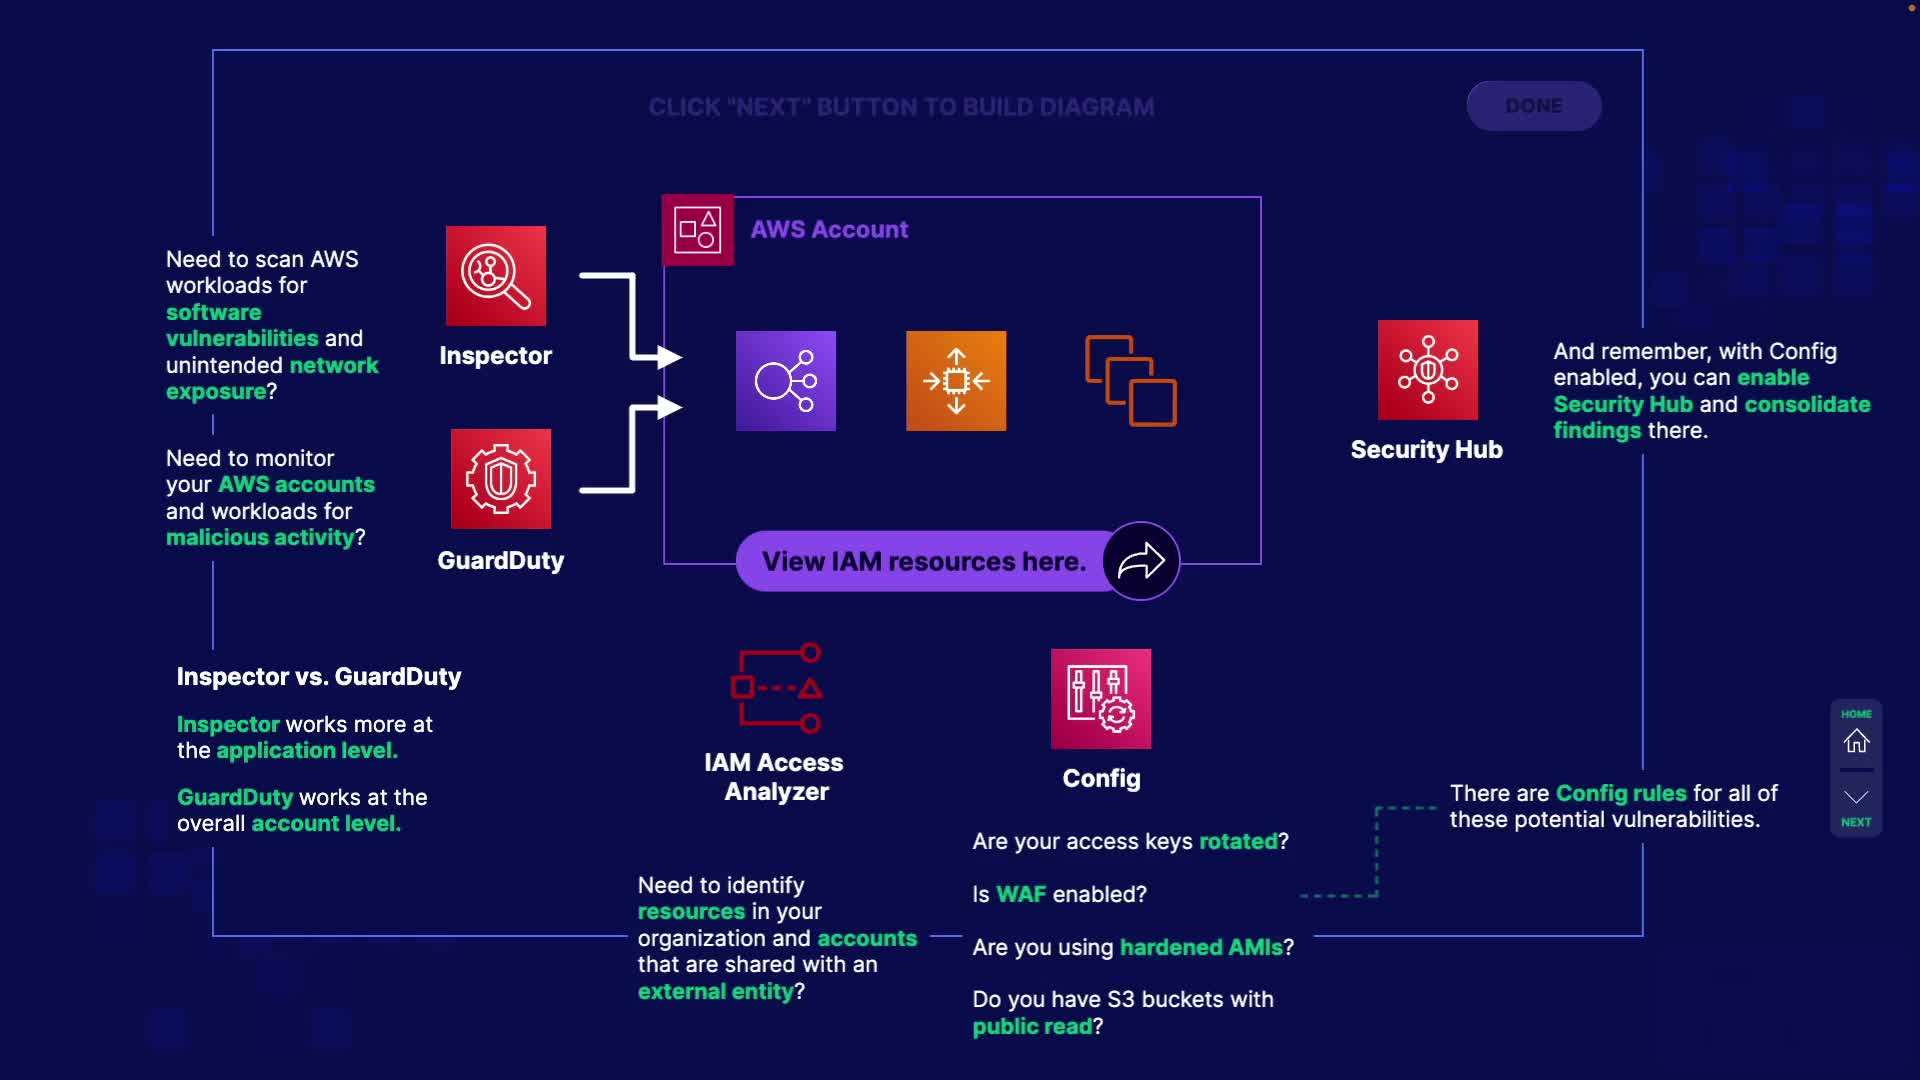 CLICK "NEXT" BUTTON TO BUILD DIAGRAM
DONE
AWS Account
Need to scan AWS
workloads for
software
vulnerabilities and
unintended network
exposure?
Inspector
Need to monitor
your AWS accounts
and workloads for
malicious activity?
GuardDuty
View IAM resources here.
Security Hub
And remember, with Config
enabled, you can enable
Security Hub and consolidate
findings there.
Inspector vs. GuardDuty
Inspector works more at
the application level.
GuardDuty works at the
overall account level.
IAM Access
Analyzer
Need to identify
resources in your
organization and accounts
that are shared with an
external entity?
Config
Are your access keys rotated?
Is WAF enabled?
Are you using hardened AMIs?
Do you have S3 buckets with
public read?
There are Config rules for all of
these potential vulnerabilities.
HOME
NEXT